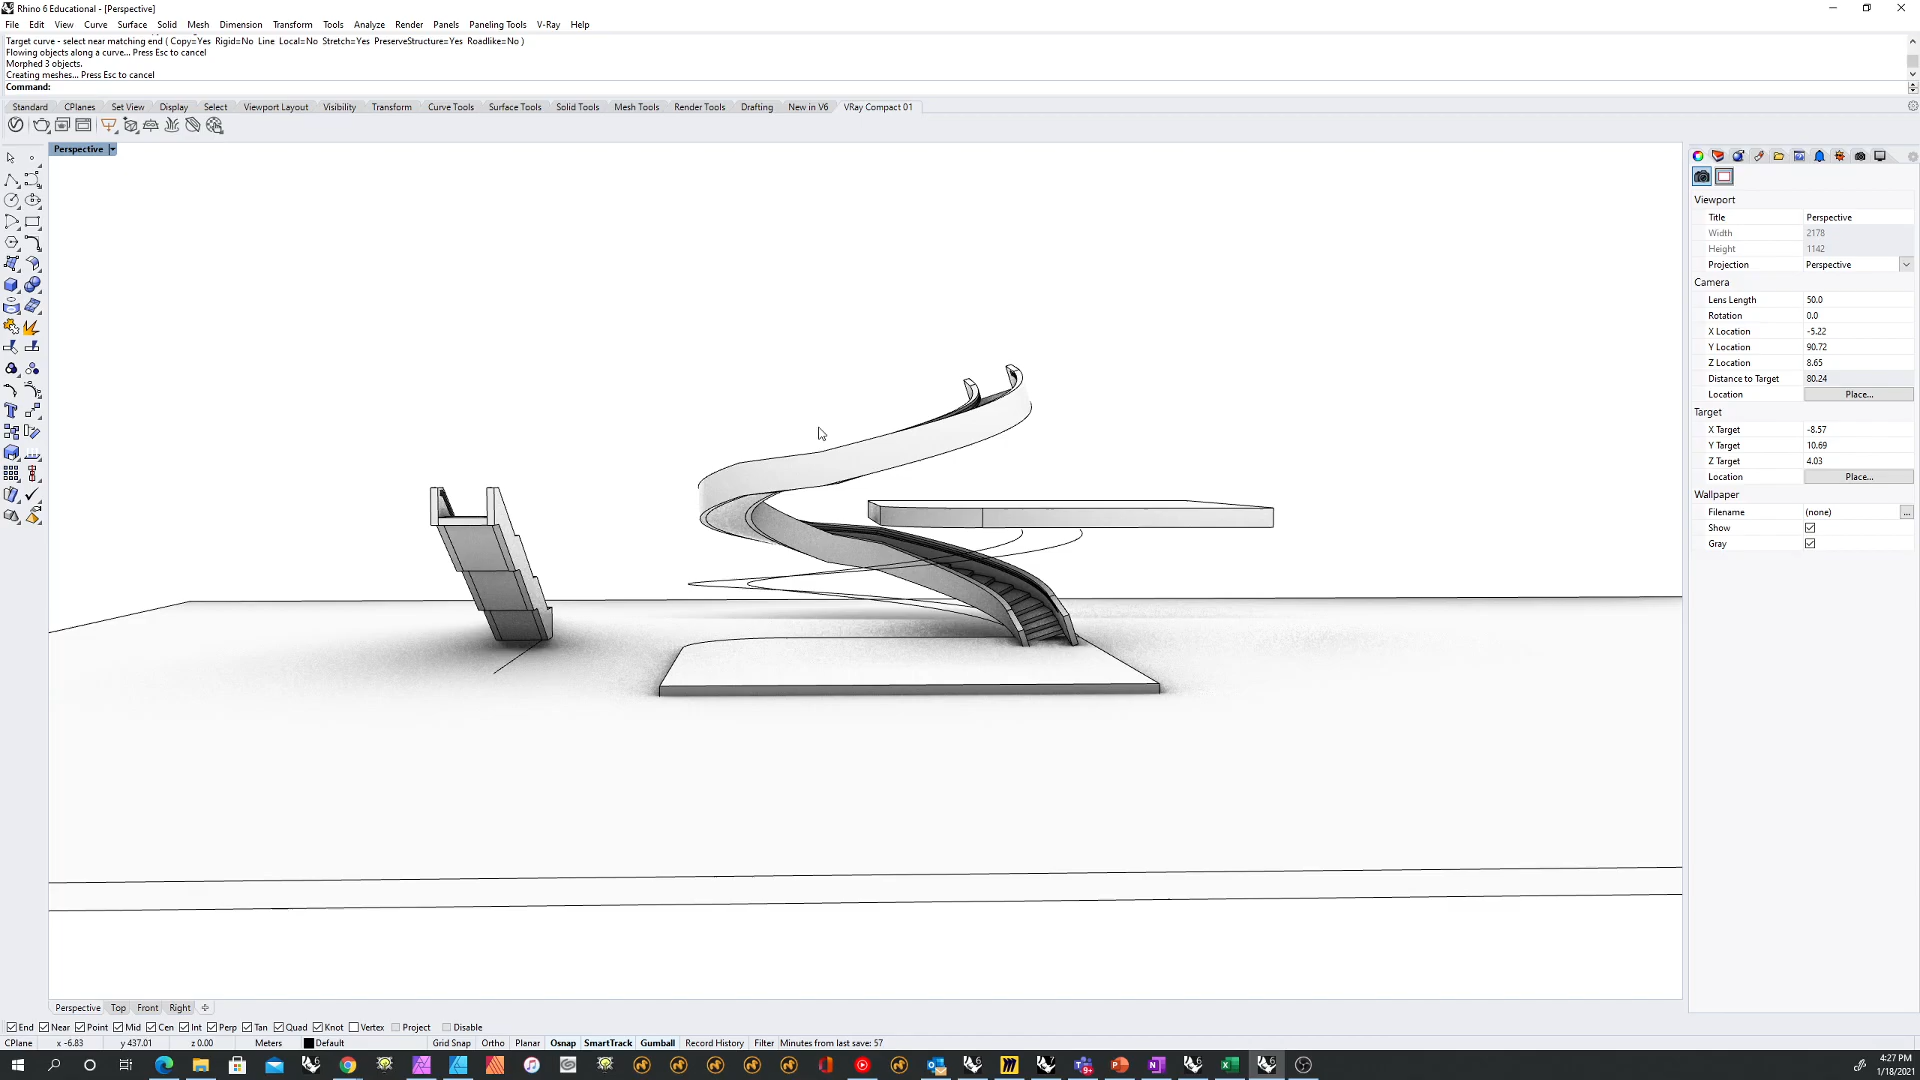 Rhino 6 Educational - [Perspective]
File Edit View Curve Surface Solid Mesh Dimension Transform Tools Analyze Render Panels Paneling Tools V-Ray Help
Target curve - select near matching end ( Copy=Yes Rigid=No Line Local=No Stretch=Yes PreserveStructure=Yes Roadlike=No )
Flowing objects along a curve... Press Esc to cancel
Morphed 3 objects.
Creating meshes... Press Esc to cancel
Command:
Standard CPlanes Set View Display Select Viewport Layout Visibility Transform Curve Tools Surface Tools Solid Tools Mesh Tools Render Tools Drafting New in V6 VRay Compact 01
Perspective
Viewport
Title Perspective
Width 2178
Height 1142
Projection Perspective
Camera
Lens Length 50.0
Rotation 0.0
X Location -5.22
Y Location 90.72
Z Location 8.65
Distance to Target 80.24
Location Place...
Target
X Target -8.57
Y Target 10.69
Z Target 4.03
Location Place...
Wallpaper
Filename (none) ...
Show
Gray
Perspective Top Front Right
End Near Point Mid Cen Int Perp Tan Quad Knot Vertex Project Disable
CPlane x -6.83 y 437.01 z 0.00 Meters Default Grid Snap Ortho Planar Osnap SmartTrack Gumball Record History Filter Minutes from last save: 57
4:27 PM
1/18/2021